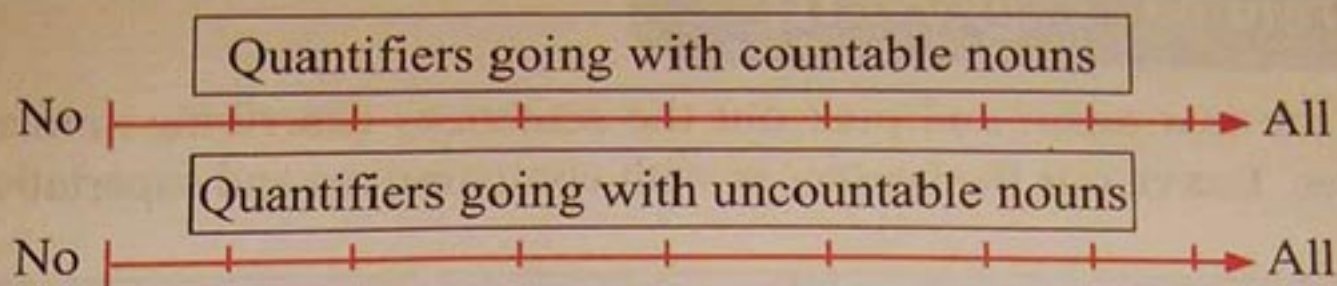 Quantifiers going with countable nouns
No All
Quantifiers going with uncountable nouns
No All